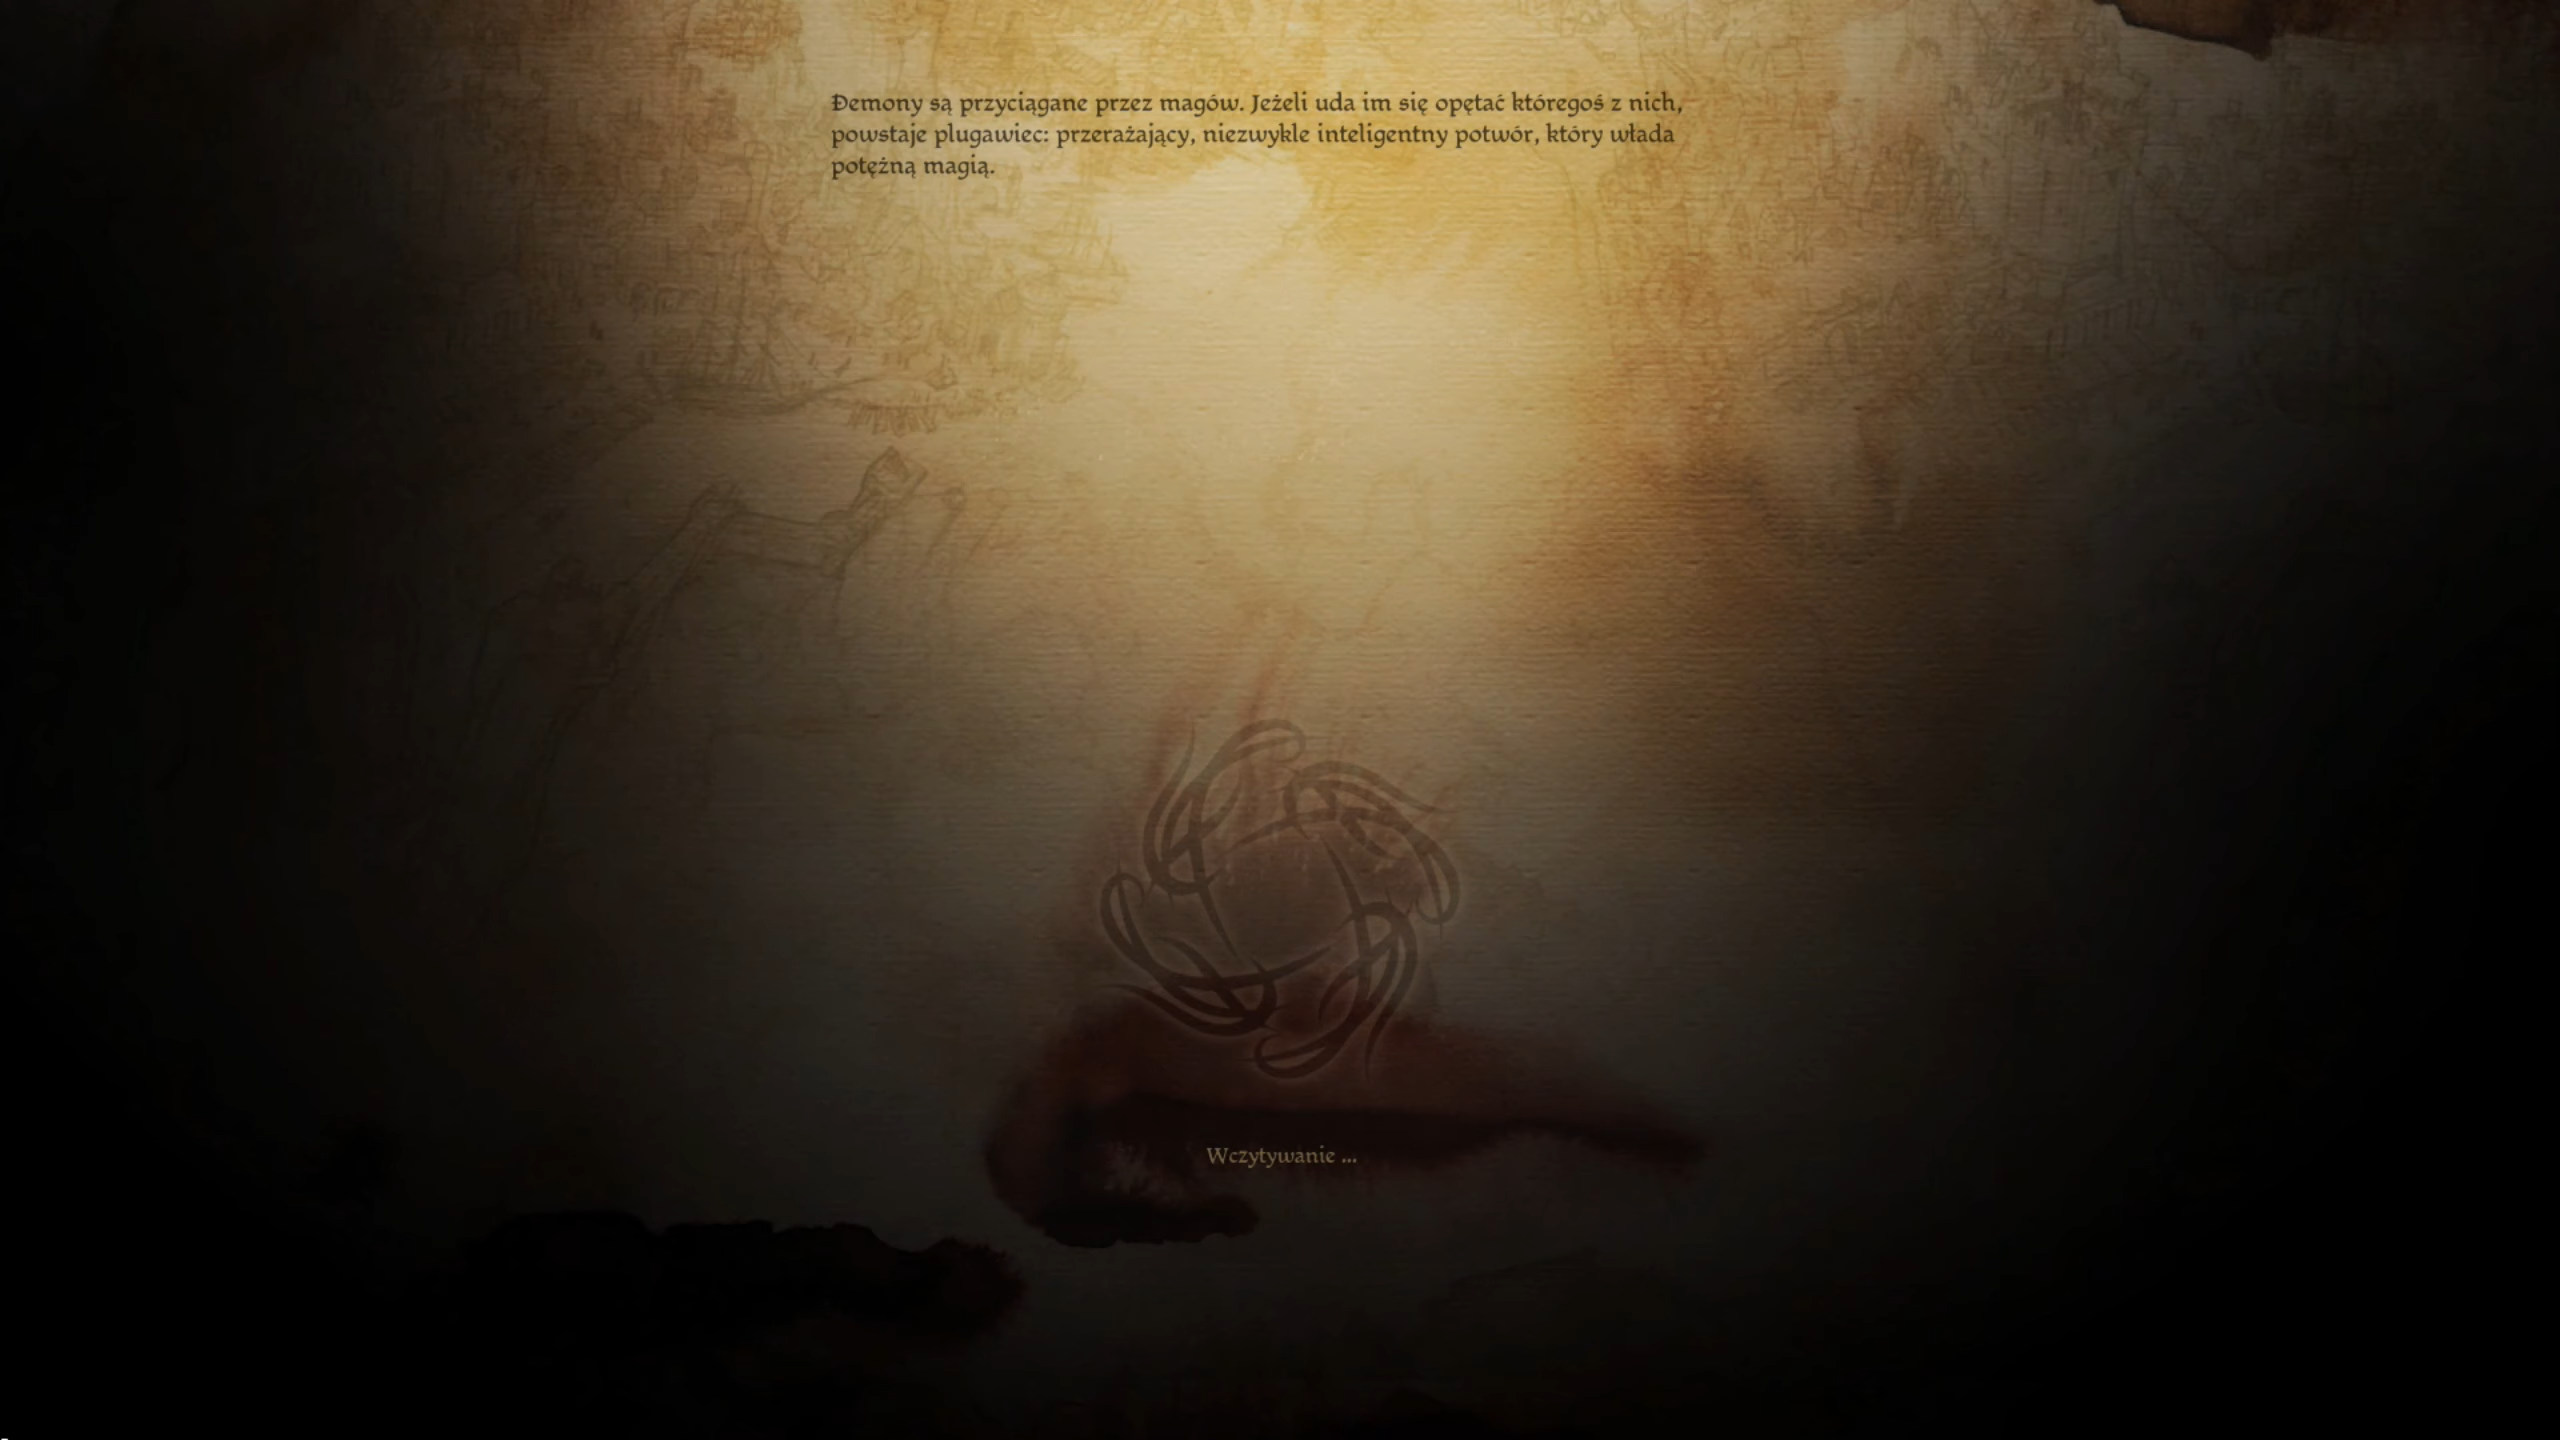 Demony są przyciągane przez magów. Jeżeli uda im się opętać któregoś z nich,
powstaje plugawiec: przerażający, niezwykle inteligentny potwór, który włada
potężną magią.
Wczytywanie ...